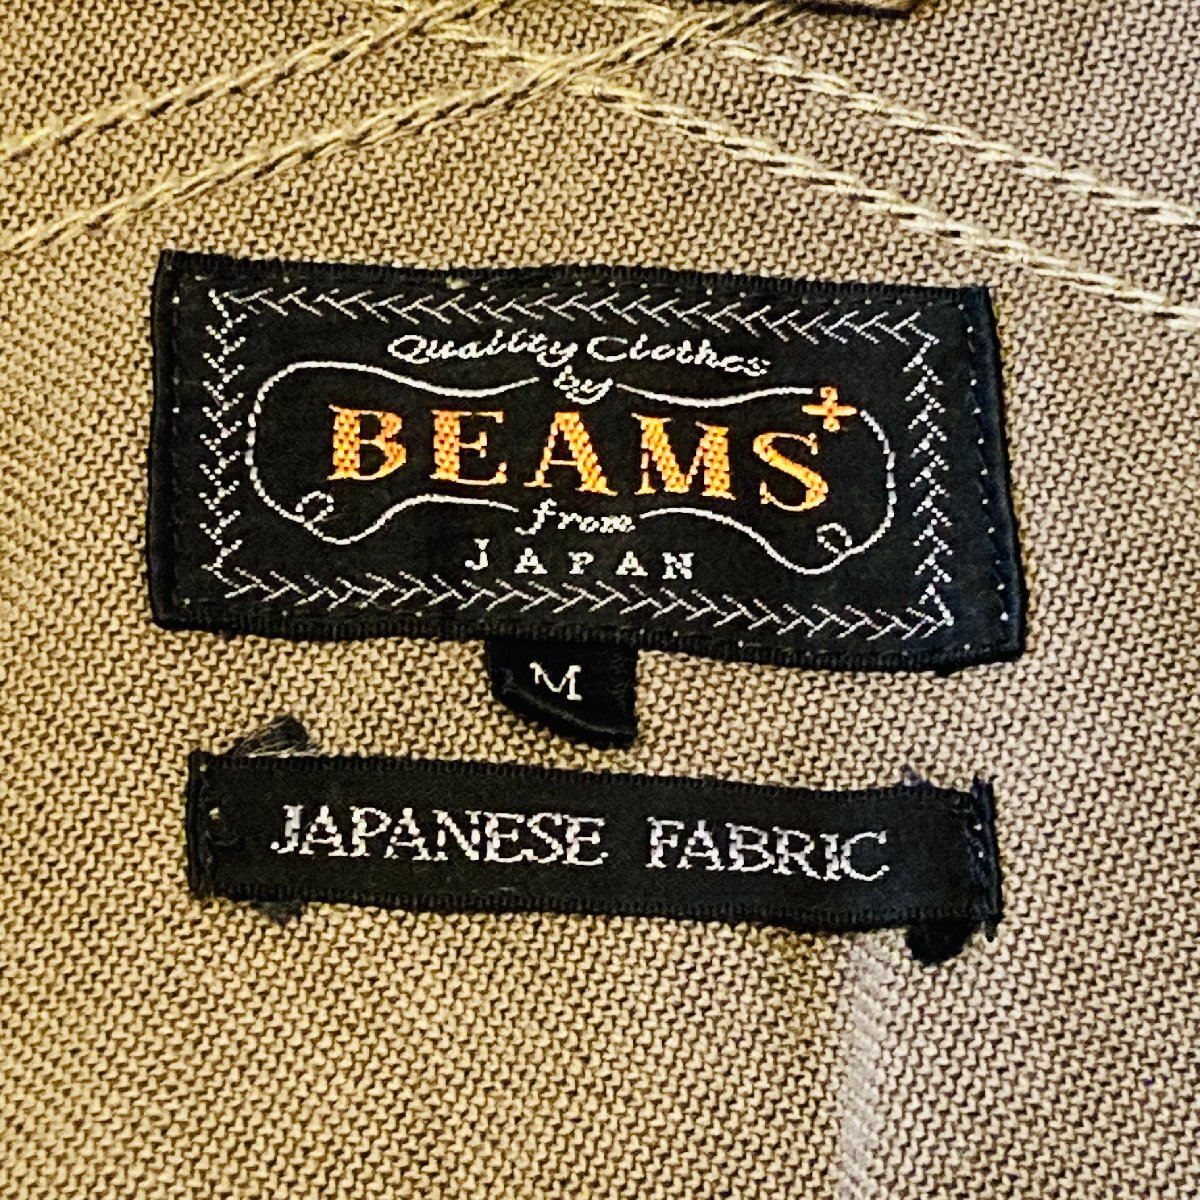 Quality Clothes
by
BEAMS+
from
JAPAN
M
JAPANESE FABRIC